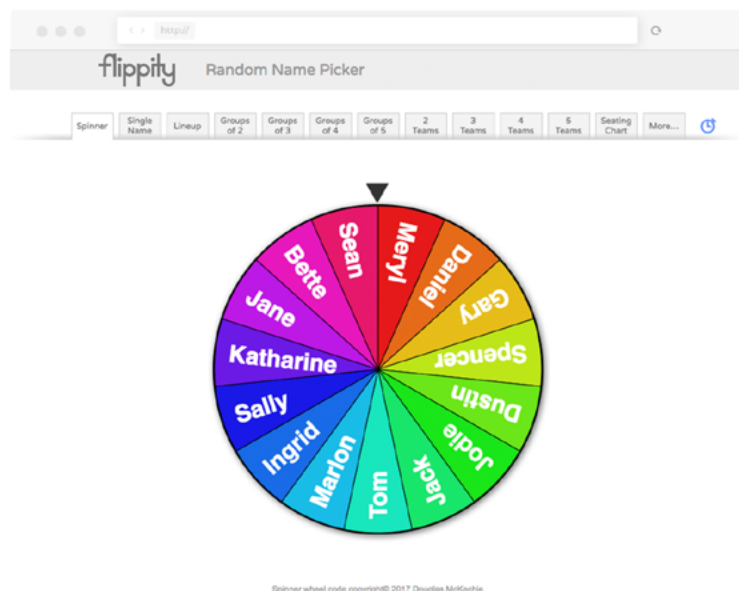 http://
flippity Random Name Picker
Spinner
Single
Name
Lineup
Groups
of 2
Groups
of 3
Groups
of 4
Groups
of 5
2
Teams
3
Teams
4
Teams
5
Teams
Seating
Chart
More...
Meryl
Daniel
Gary
Spencer
Dustin
Jodie
Jack
Tom
Marlon
Ingrid
Sally
Katharine
Jane
Bette
Sean
Spinner wheel code copyright© 2017 Douglas McKechie